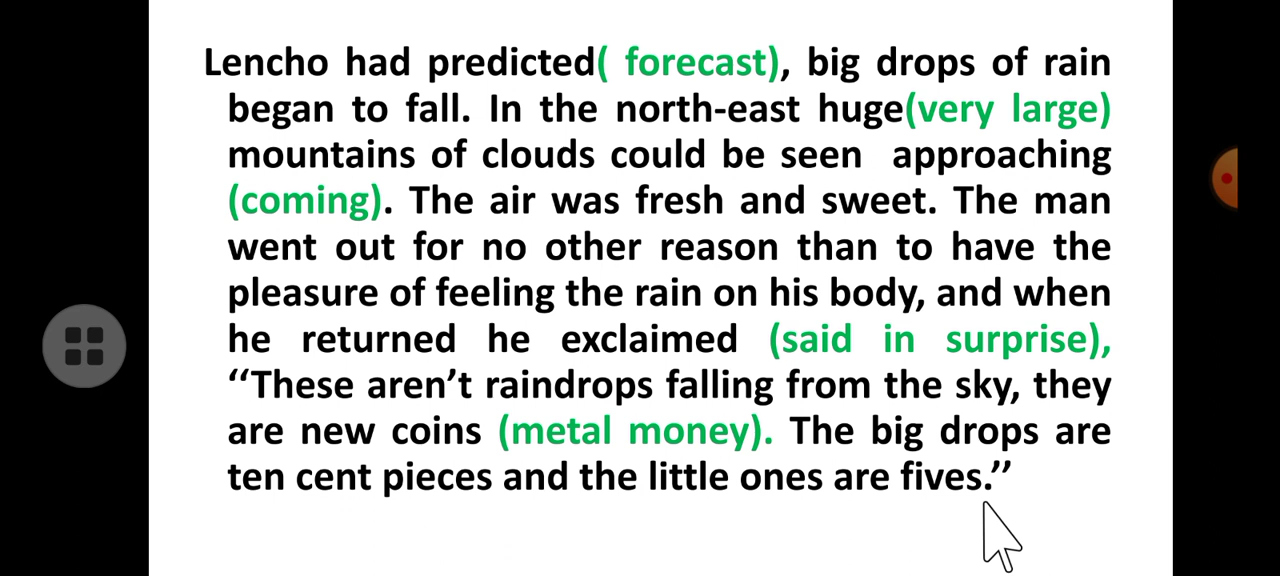 Lencho had predicted( forecast), big drops of rain
began to fall. In the north-east huge(very large)
mountains of clouds could be seen approaching
(coming). The air was fresh and sweet. The man
went out for no other reason than to have the
pleasure of feeling the rain on his body, and when
he returned he exclaimed (said in surprise),
‘‘These aren’t raindrops falling from the sky, they
are new coins (metal money). The big drops are
ten cent pieces and the little ones are fives.’’